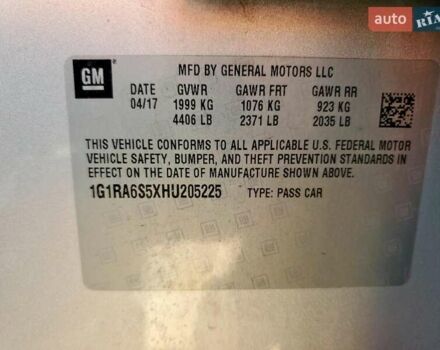 auto RIA
GM
MFD BY GENERAL MOTORS LLC
DATE GVWR GAWR FRT GAWR RR
04/17 1999 KG 1076 KG 923 KG
4406 LB 2371 LB 2035 LB
THIS VEHICLE CONFORMS TO ALL APPLICABLE U.S. FEDERAL MOTOR
VEHICLE SAFETY, BUMPER, AND THEFT PREVENTION STANDARDS IN
EFFECT ON THE DATE OF MANUFACTURE SHOWN ABOVE.
1G1RA6S5XHU205225 TYPE: PASS CAR